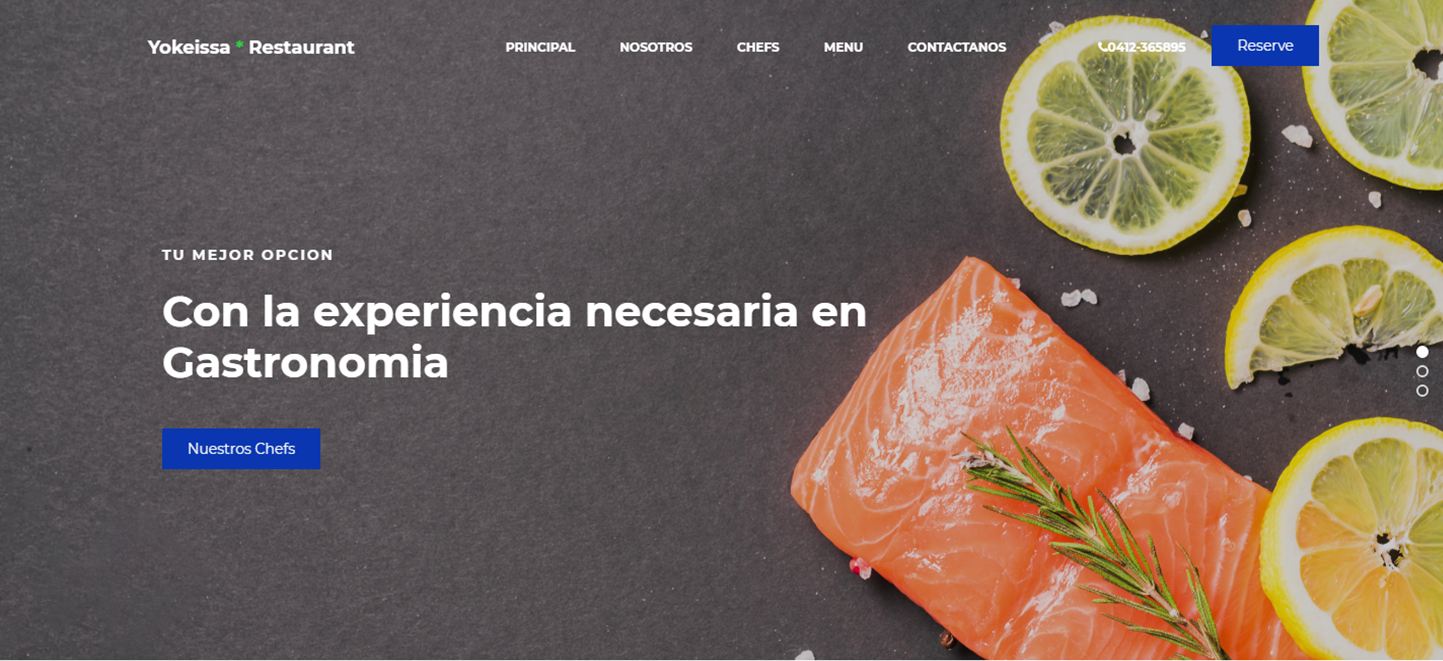 Yokeissa * Restaurant
PRINCIPAL NOSOTROS CHEFS MENU CONTACTANOS
0412-365895
Reserve
TU MEJOR OPCION
Con la experiencia necesaria en
Gastronomia
Nuestros Chefs